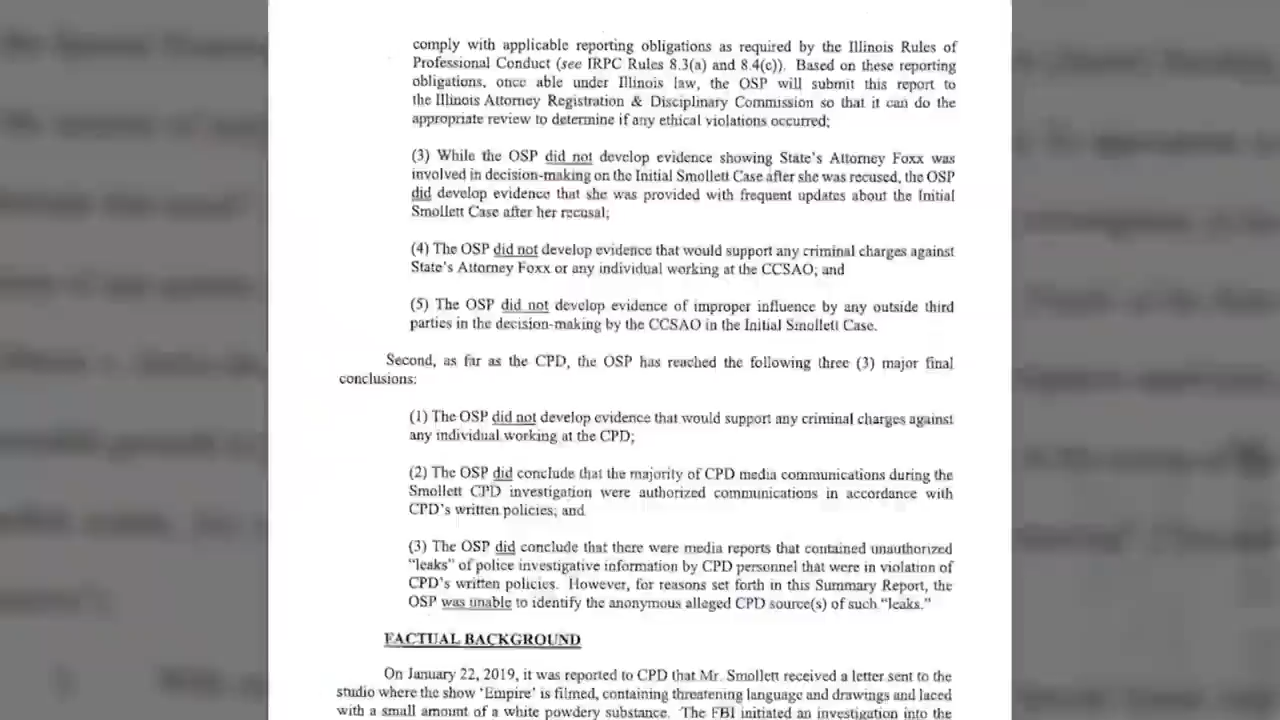 comply with applicable reporting obligations as required by the Illinois Rules of
Professional Conduct (see IRPC Rules 8.3(a) and 8.4(c)). Based on these reporting
obligations, once able under Illinois law, the OSP will submit this report to
the Illinois Attorney Registration & Disciplinary Commission so that it can do the
appropriate review to determine if any ethical violations occurred;
(3) While the OSP did not develop evidence showing State's Attorney Foxx was
involved in decision-making on the Initial Smollett Case after she was recused, the OSP
did develop evidence that she was provided with frequent updates about the Initial
Smollett Case after her recusal;
(4) The OSP did not develop evidence that would support any criminal charges against
State's Attorney Foxx or any individual working at the CCSAO; and
(5) The OSP did not develop evidence of improper influence by any outside third
parties in the decision-making by the CCSAO in the Initial Smollett Case.
Second, as far as the CPD, the OSP has reached the following three (3) major final
conclusions:
(1) The OSP did not develop evidence that would support any criminal charges against
any individual working at the CPD;
(2) The OSP did conclude that the majority of CPD media communications during the
Smollett CPD investigation were authorized communications in accordance with
CPD's written policies; and
(3) The OSP did conclude that there were media reports that contained unauthorized
"leaks" of police investigative information by CPD personnel that were in violation of
CPD's written policies. However, for reasons set forth in this Summary Report, the
OSP was unable to identify the anonymous alleged CPD source(s) of such "leaks."
FACTUAL BACKGROUND
On January 22, 2019, it was reported to CPD that Mr. Smollett received a letter sent to the
studio where the show 'Empire' is filmed, containing threatening language and drawings and laced
with a small amount of a white powdery substance. The FBI initiated an investigation into the